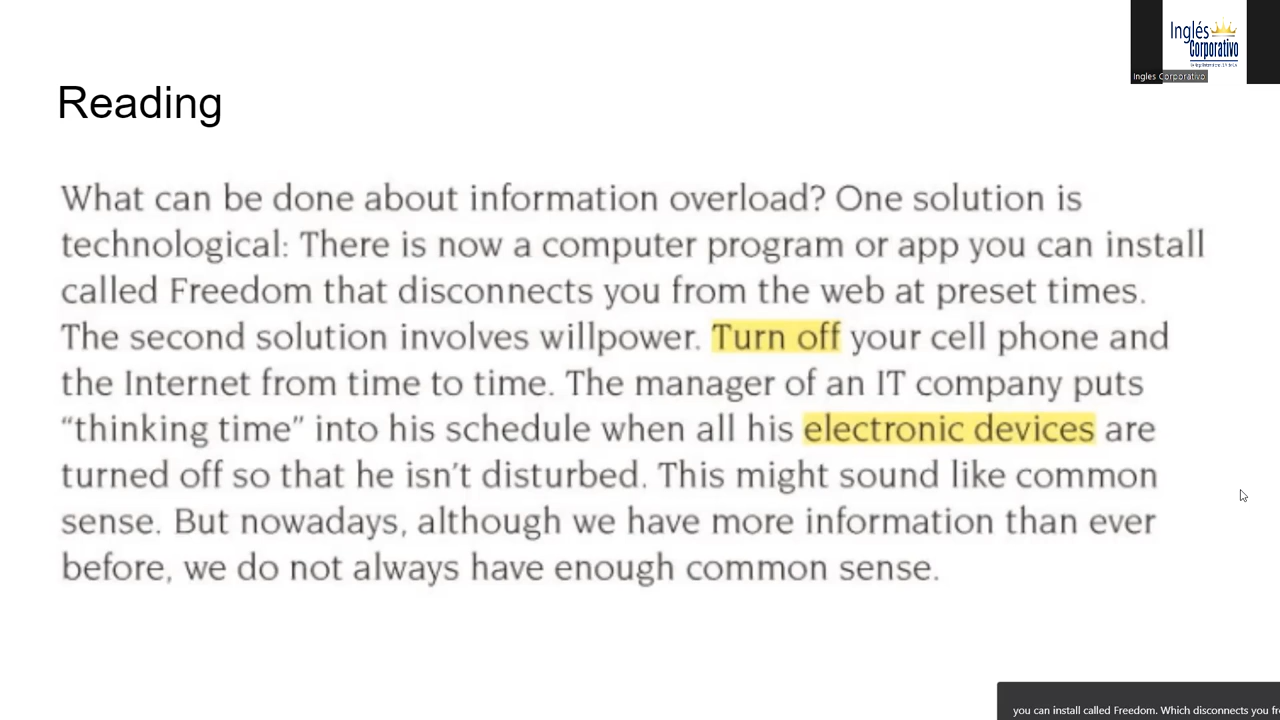 Inglés
Corporativo
Ingles Corporativo
Reading
What can be done about information overload? One solution is
technological: There is now a computer program or app you can install
called Freedom that disconnects you from the web at preset times.
The second solution involves willpower. Turn off your cell phone and
the Internet from time to time. The manager of an IT company puts
“thinking time” into his schedule when all his electronic devices are
turned off so that he isn’t disturbed. This might sound like common
sense. But nowadays, although we have more information than ever
before, we do not always have enough common sense.
you can install called Freedom. Which disconnects you fr